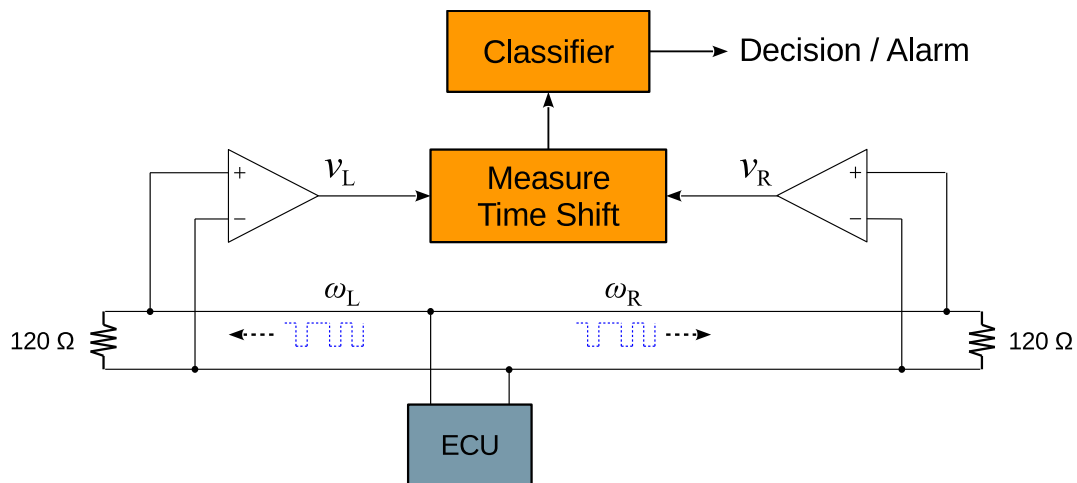 Classifier
Decision / Alarm
+
−
v_L
Measure
Time Shift
v_R
+
−
ω_L
ω_R
120 Ω
120 Ω
ECU